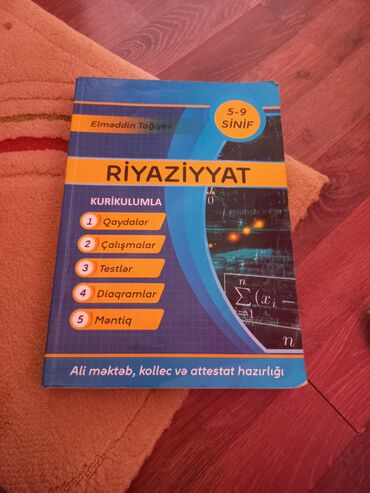 5-9
SİNİF
Elməddin Tağıyev
RİYAZİYYAT
KURİKULUMLA
1 Qaydalar
2 Çalışmalar
3 Testlər
4 Diaqramlar
5 Məntiq
n
∑ (x i
i=1
n
Ali məktəb, kollec və attestat hazırlığı